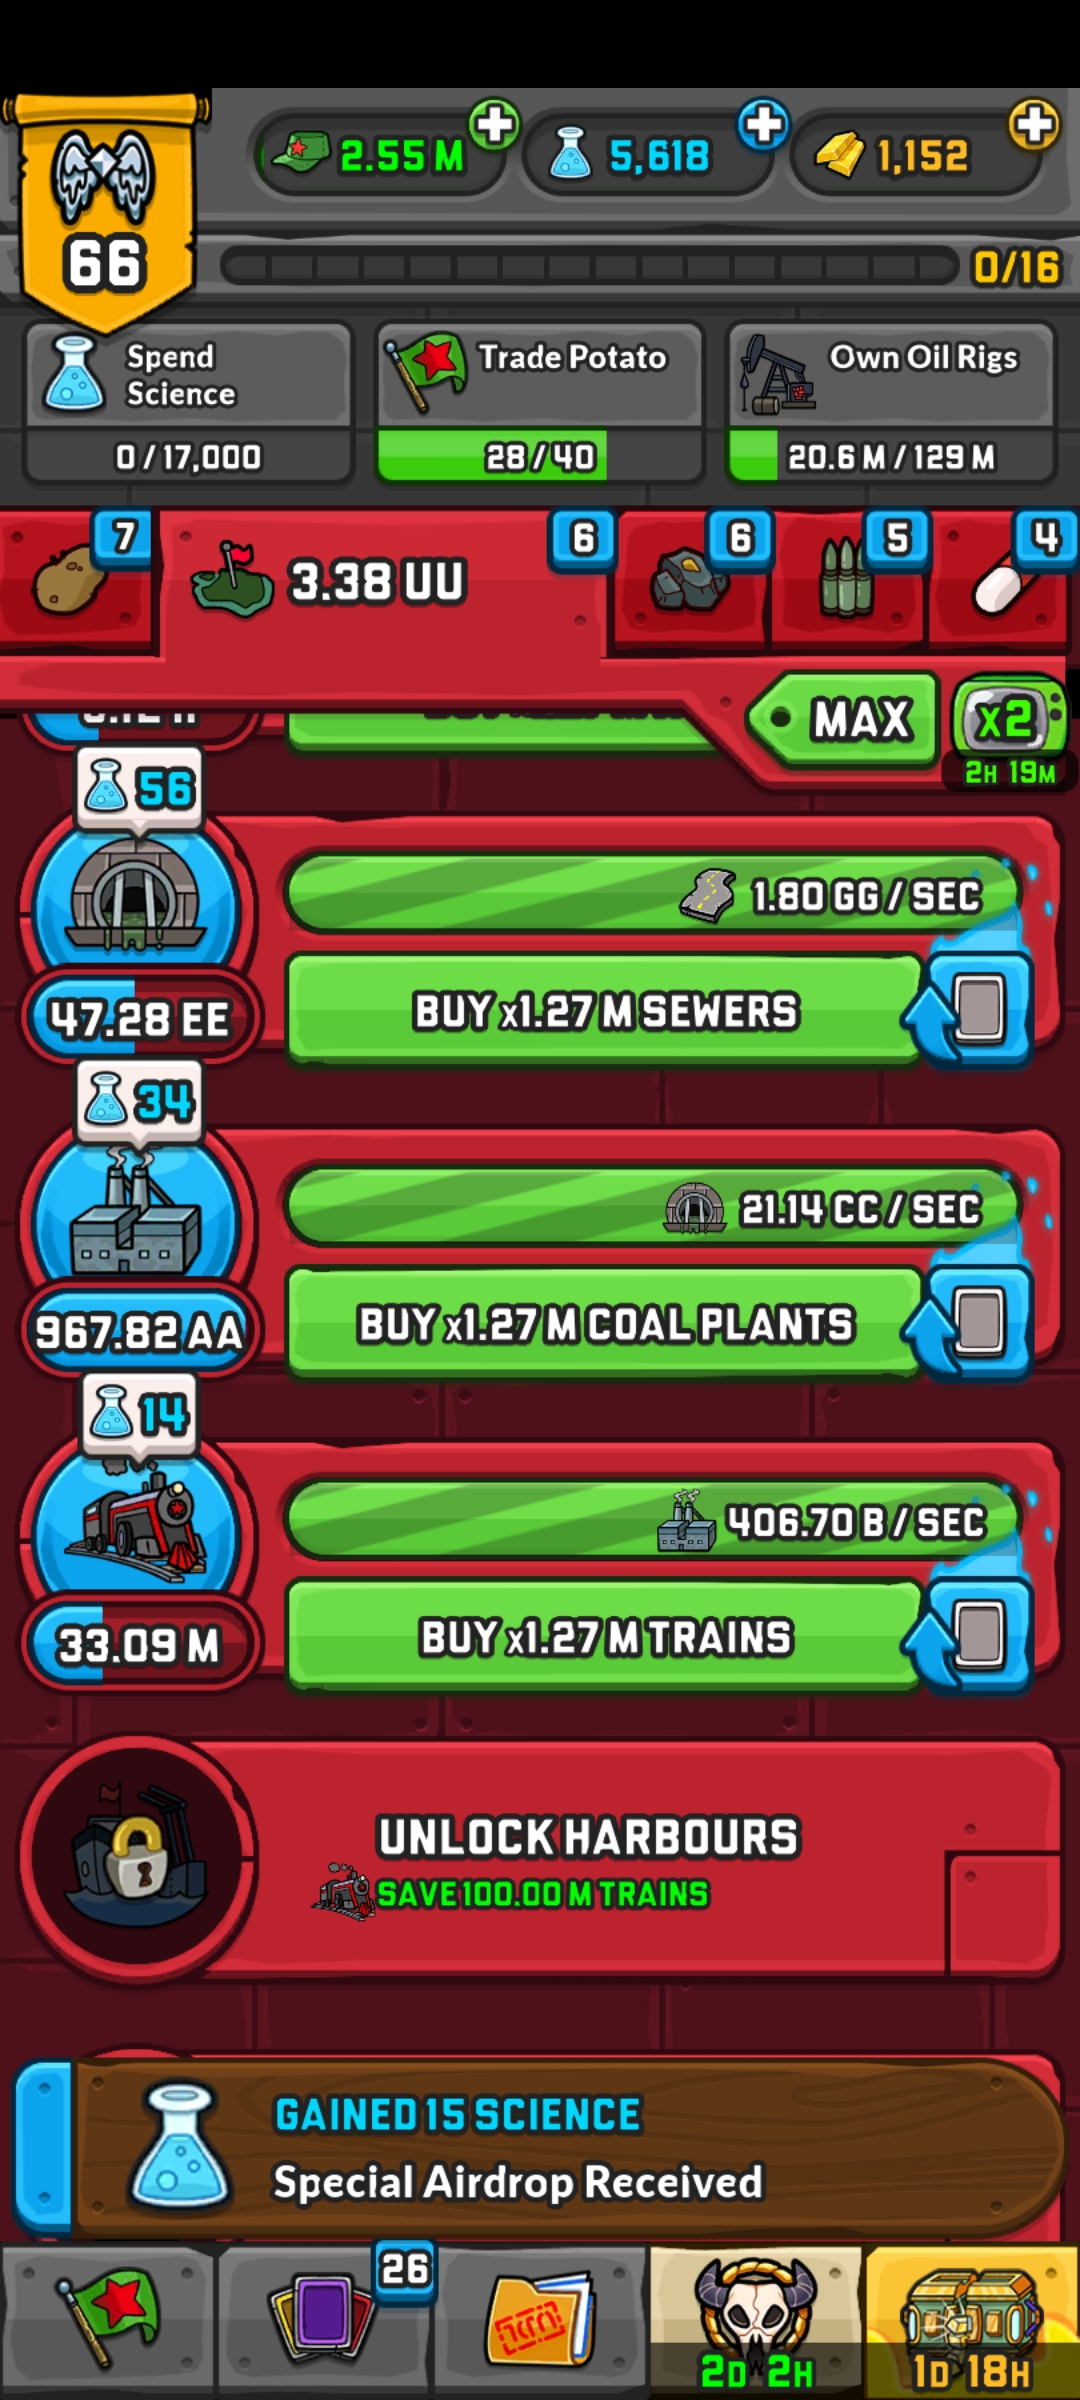 2.55 M
5,618
1,152
66
0/16
Spend
Science
0 / 17,000
Trade Potato
28 / 40
Own Oil Rigs
20.6 M / 129 M
7
3.38 UU
6
6
5
4
MAX
x2
2H 19M
56
1.80 GG / SEC
BUY x1.27 M SEWERS
47.28 EE
34
21.14 CC / SEC
BUY x1.27 M COAL PLANTS
967.82 AA
14
406.70 B / SEC
BUY x1.27 M TRAINS
33.09 M
UNLOCK HARBOURS
SAVE 100.00 M TRAINS
GAINED 15 SCIENCE
Special Airdrop Received
26
2D 2H
1D 18H